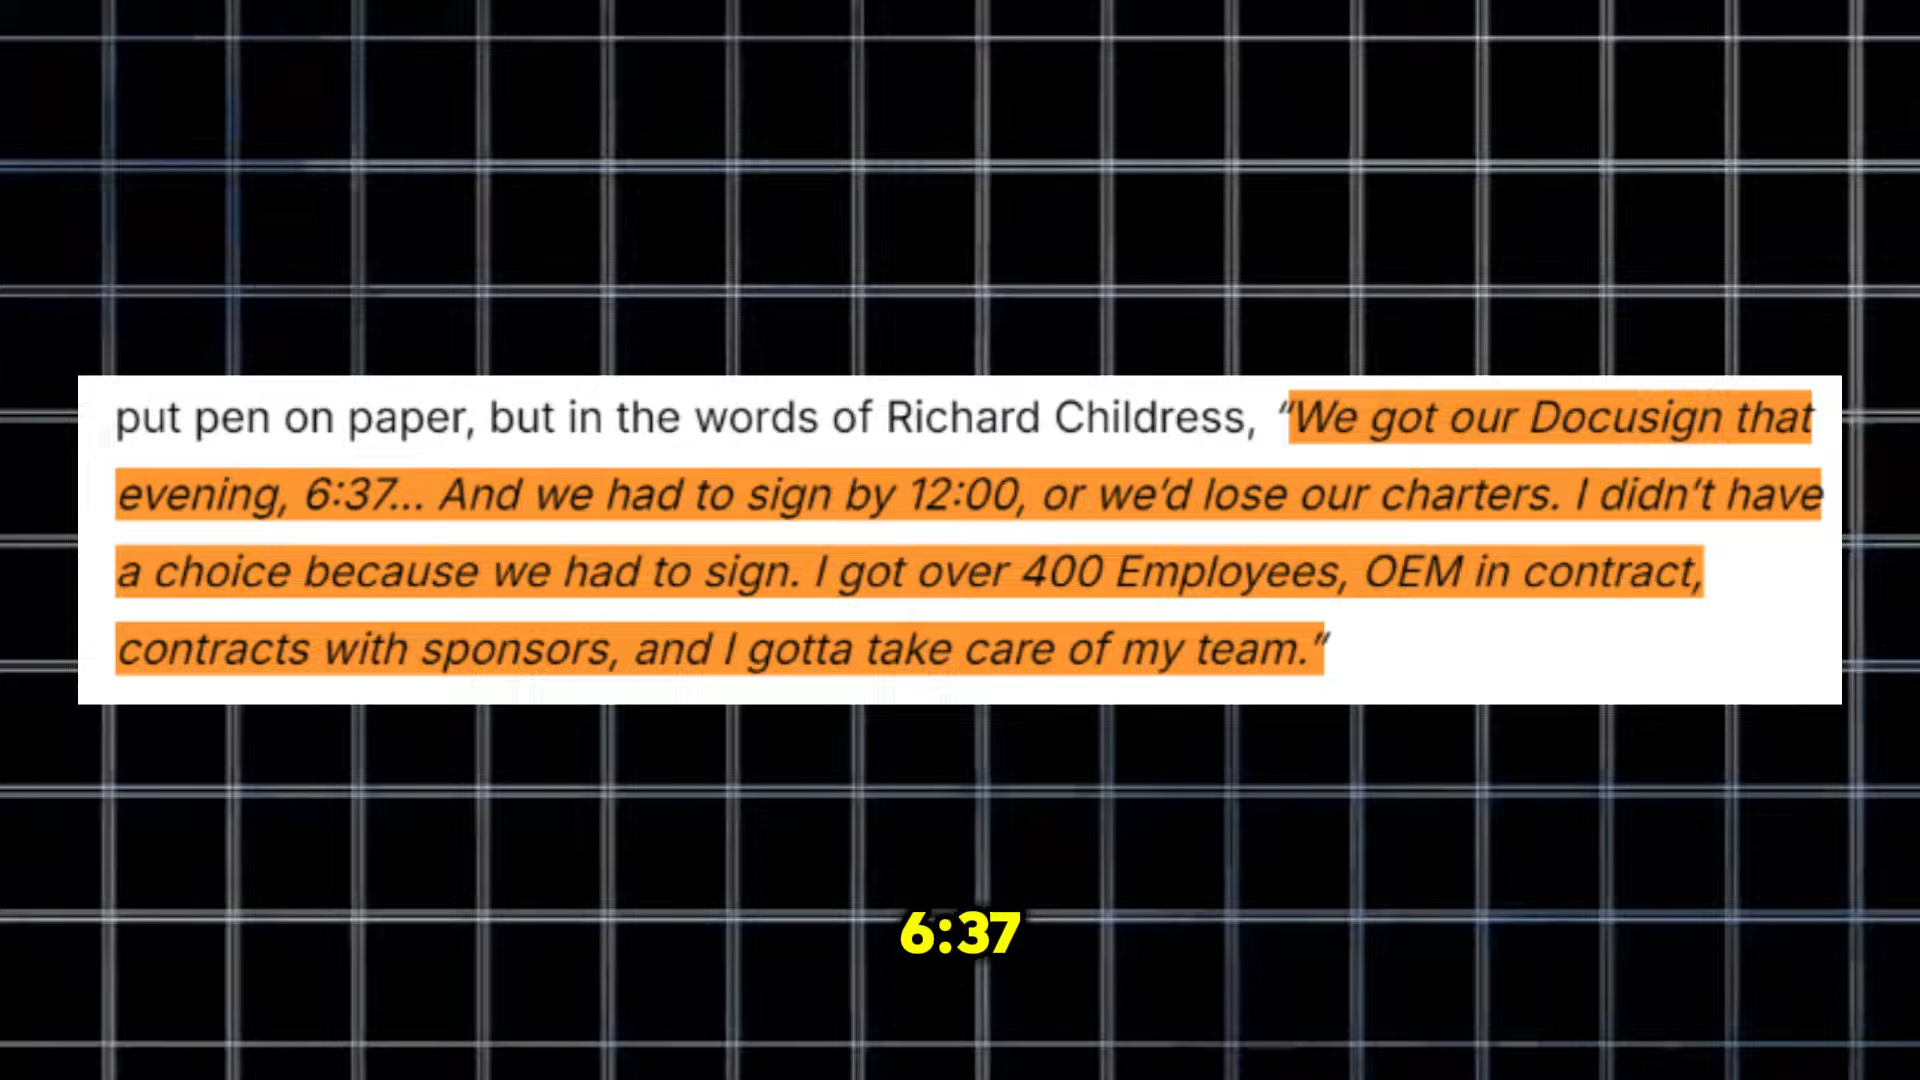 put pen on paper, but in the words of Richard Childress, “We got our Docusign that
evening, 6:37... And we had to sign by 12:00, or we’d lose our charters. I didn’t have
a choice because we had to sign. I got over 400 Employees, OEM in contract,
contracts with sponsors, and I gotta take care of my team.”
6:37